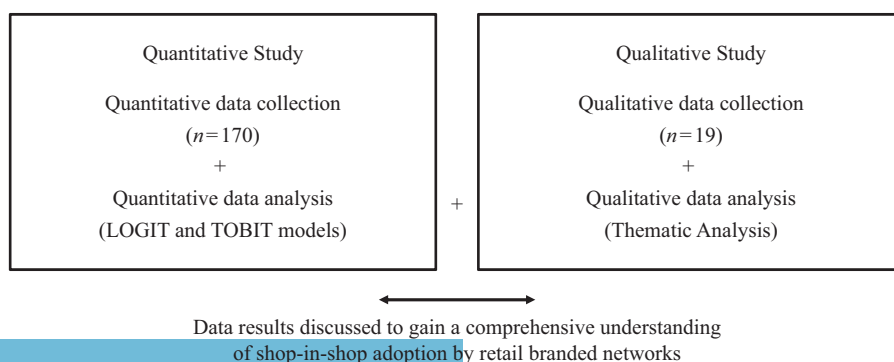 Quantitative Study
Quantitative data collection
(n=170)
+
Quantitative data analysis
(LOGIT and TOBIT models)
+
Qualitative Study
Qualitative data collection
(n=19)
+
Qualitative data analysis
(Thematic Analysis)
Data results discussed to gain a comprehensive understanding
of shop-in-shop adoption by retail branded networks